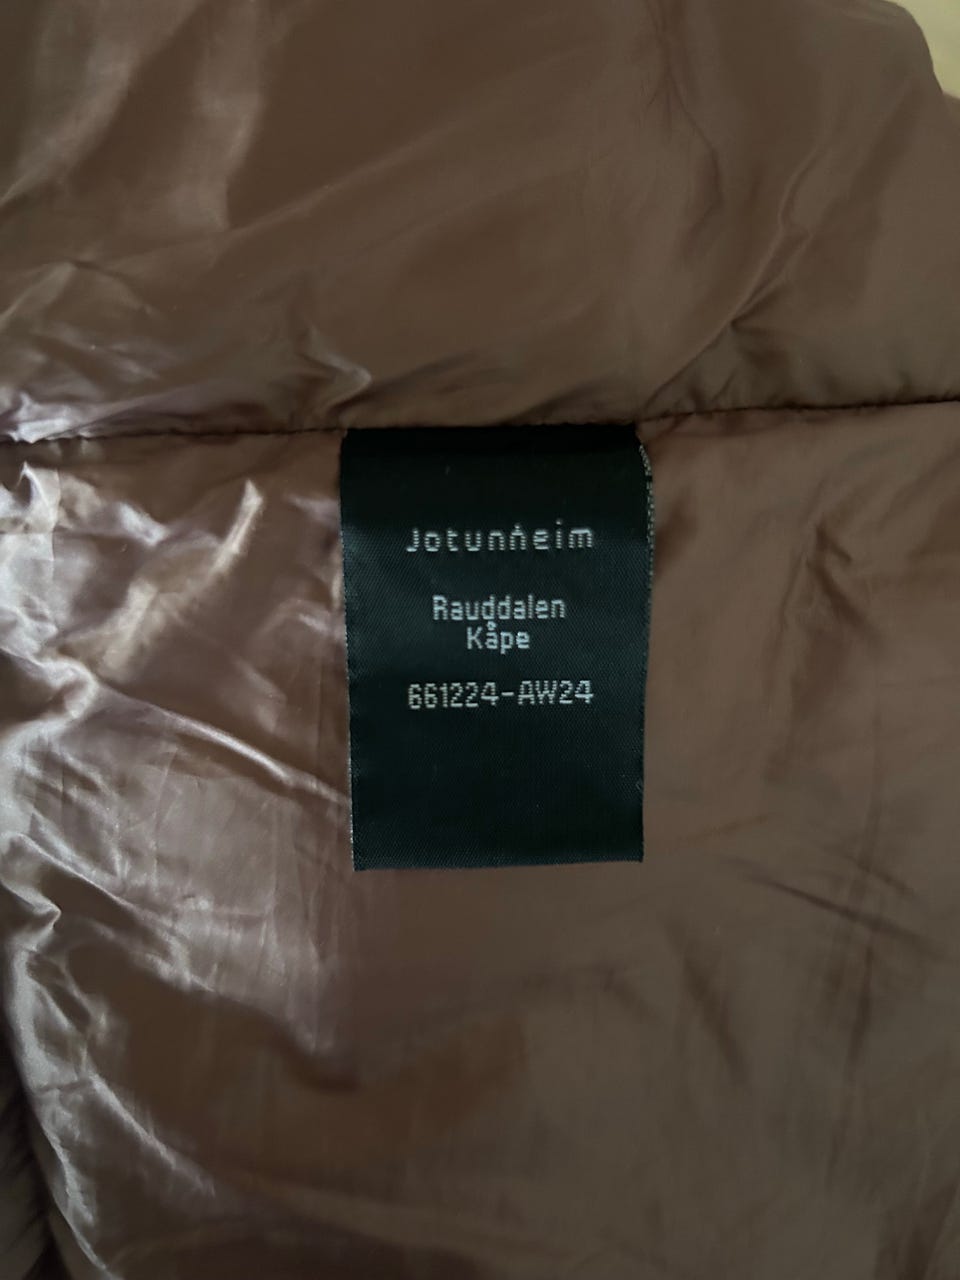 Jotunheim
Rauddalen
Kåpe
661224-AW24